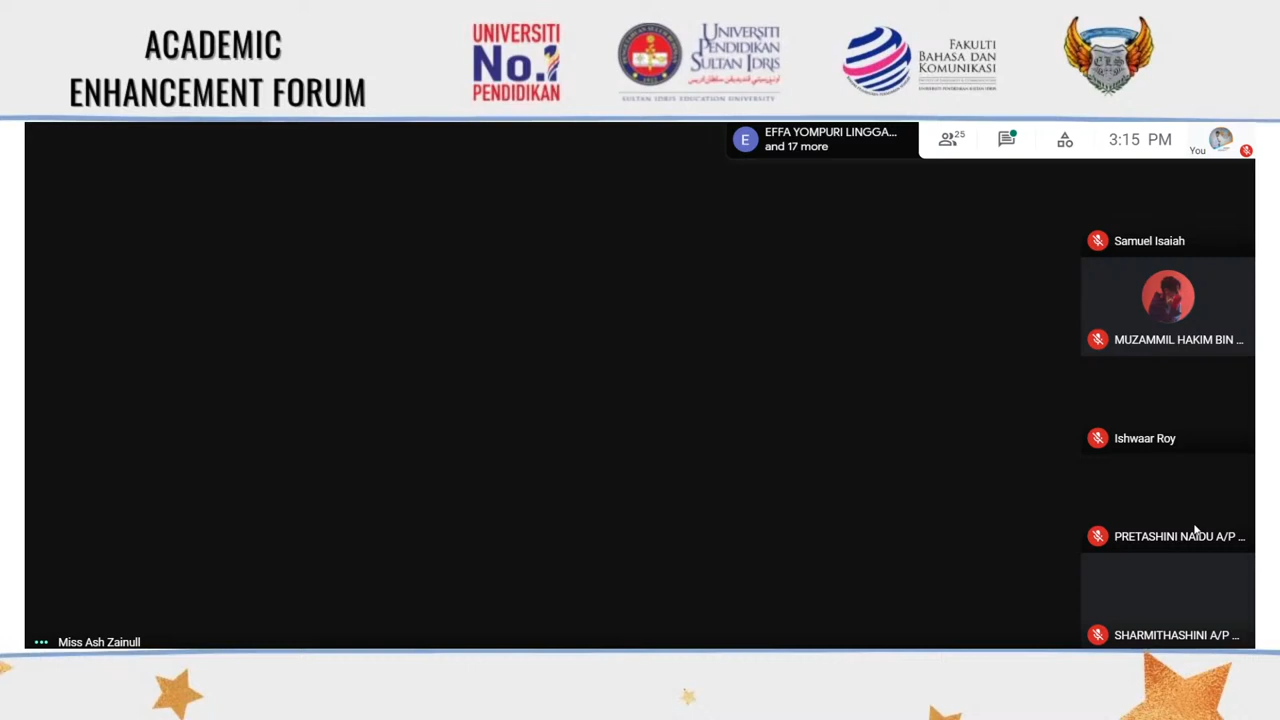 ACADEMIC
ENHANCEMENT FORUM
UNIVERSITI
No.1
PENDIDIKAN
UNIVERSITI
PENDIDIKAN
SULTAN IDRIS
SULTAN IDRIS EDUCATION UNIVERSITY
FAKULTI
BAHASA DAN
KOMUNIKASI
ELS
EFFA YOMPURI LINGGA...
and 17 more
25
3:15 PM
You
Samuel Isaiah
MUZAMMIL HAKIM BIN ...
Ishwaar Roy
PRETASHINI NAIDU A/P ...
SHARMITHASHINI A/P ...
Miss Ash Zainull